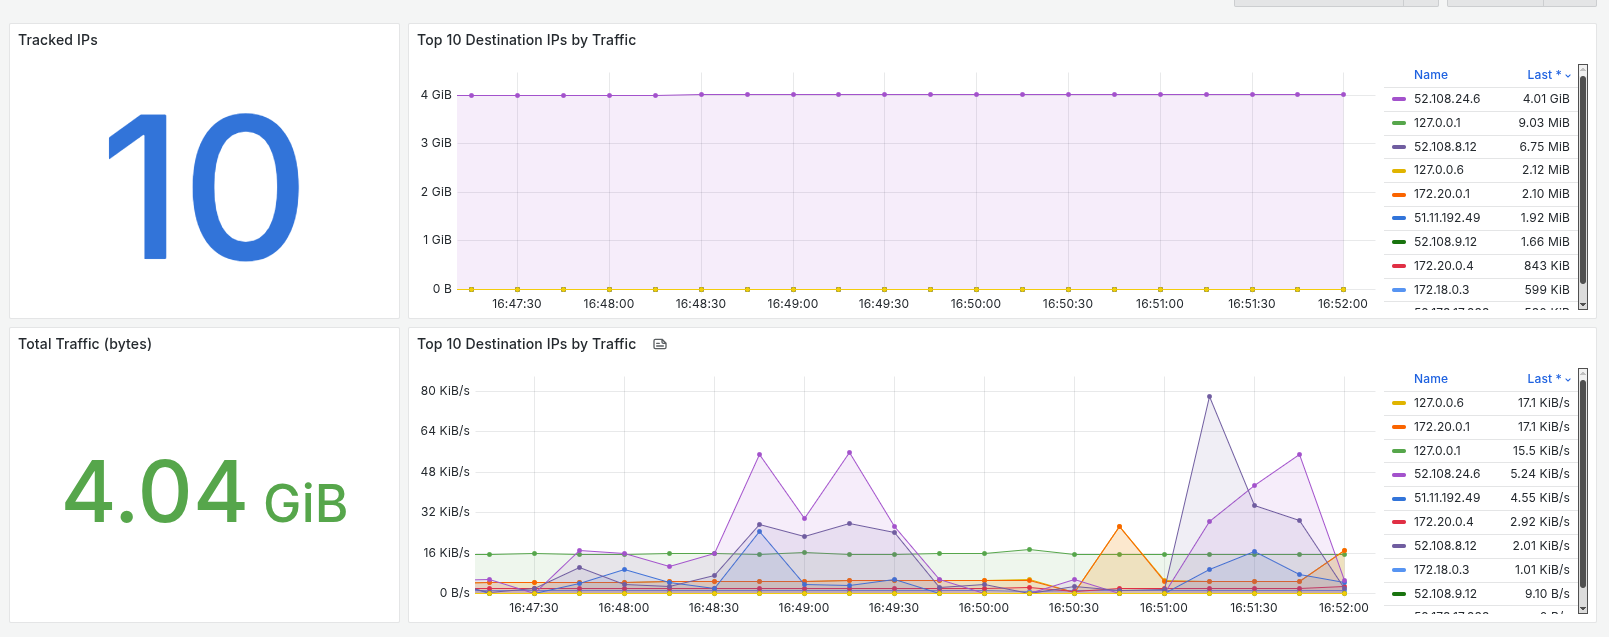 Tracked IPs
10
Top 10 Destination IPs by Traffic
4 GiB
3 GiB
2 GiB
1 GiB
0 B
16:47:30 16:48:00 16:48:30 16:49:00 16:49:30 16:50:00 16:50:30 16:51:00 16:51:30 16:52:00
Name Last *
52.108.24.6 4.01 GiB
127.0.0.1 9.03 MiB
52.108.8.12 6.75 MiB
127.0.0.6 2.12 MiB
172.20.0.1 2.10 MiB
51.11.192.49 1.92 MiB
52.108.9.12 1.66 MiB
172.20.0.4 843 KiB
172.18.0.3 599 KiB
Total Traffic (bytes)
4.04 GiB
Top 10 Destination IPs by Traffic
80 KiB/s
64 KiB/s
48 KiB/s
32 KiB/s
16 KiB/s
0 B/s
16:47:30 16:48:00 16:48:30 16:49:00 16:49:30 16:50:00 16:50:30 16:51:00 16:51:30 16:52:00
Name Last *
127.0.0.6 17.1 KiB/s
172.20.0.1 17.1 KiB/s
127.0.0.1 15.5 KiB/s
52.108.24.6 5.24 KiB/s
51.11.192.49 4.55 KiB/s
172.20.0.4 2.92 KiB/s
52.108.8.12 2.01 KiB/s
172.18.0.3 1.01 KiB/s
52.108.9.12 9.10 B/s